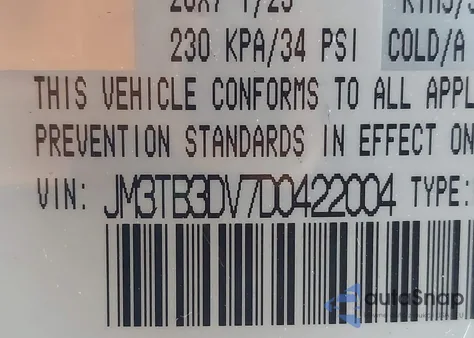 230 KPA/34 PSI COLD/A
THIS VEHICLE CONFORMS TO ALL APPL
PREVENTION STANDARDS IN EFFECT ON
VIN: JM3TB3DV7D0422004 TYPE:
autoSnap